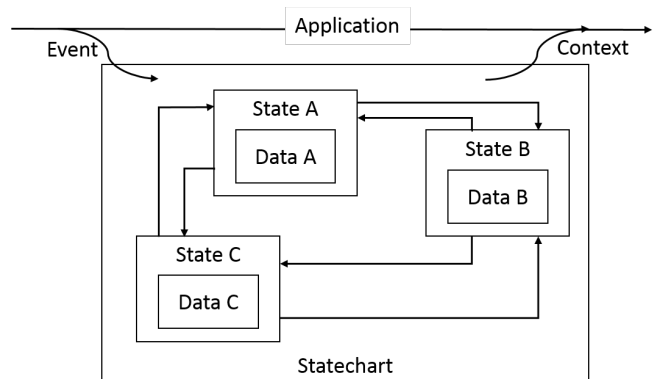 Application
Event
Context
State A
Data A
State B
Data B
State C
Data C
Statechart